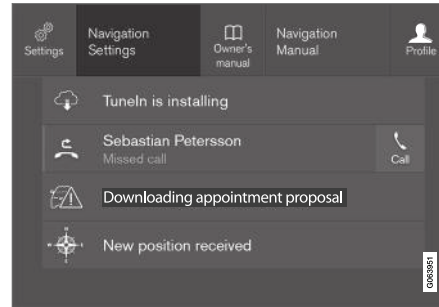 Settings
Navigation
Settings
Owner's
manual
Navigation
Manual
Profile
TuneIn is installing
Sebastian Petersson
Missed call
Call
Downloading appointment proposal
New position received
G063951